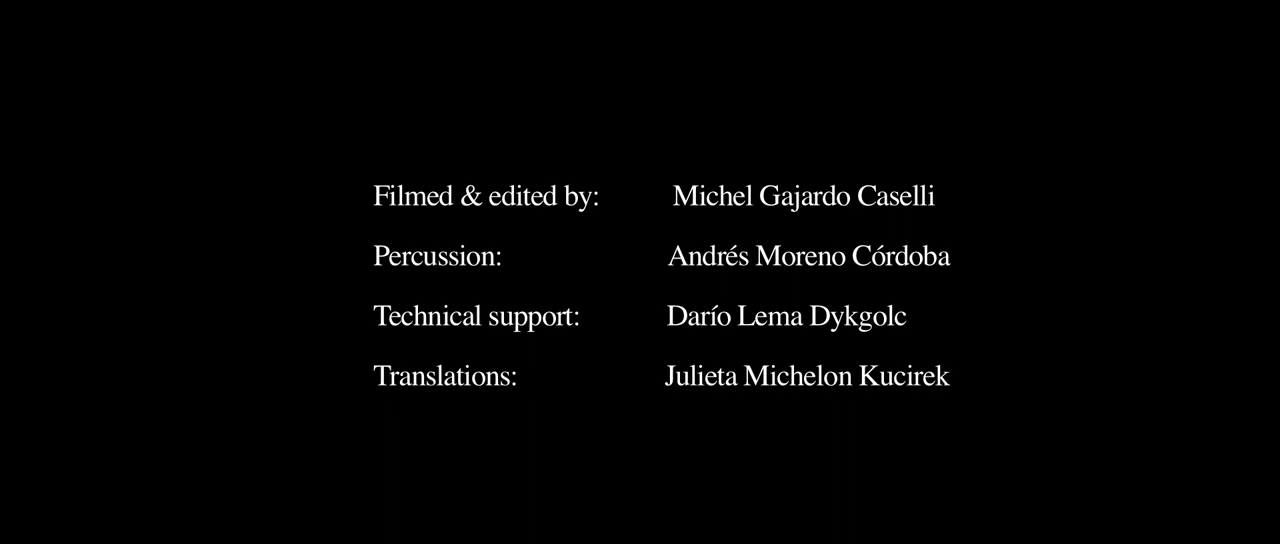 Filmed & edited by: Michel Gajardo Caselli
Percussion: Andrés Moreno Córdoba
Technical support: Darío Lema Dykgolc
Translations: Julieta Michelon Kucirek